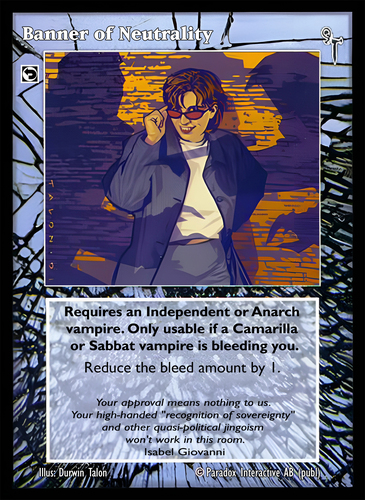 Banner of Neutrality
TALON.©
Requires an Independent or Anarch
vampire. Only usable if a Camarilla
or Sabbat vampire is bleeding you.
Reduce the bleed amount by 1.
Your approval means nothing to us.
Your high-handed "recognition of sovereignty"
and other quasi-political jingoism
won't work in this room.
Isabel Giovanni
Illus: Durwin Talon
© Paradox Interactive AB (publ)